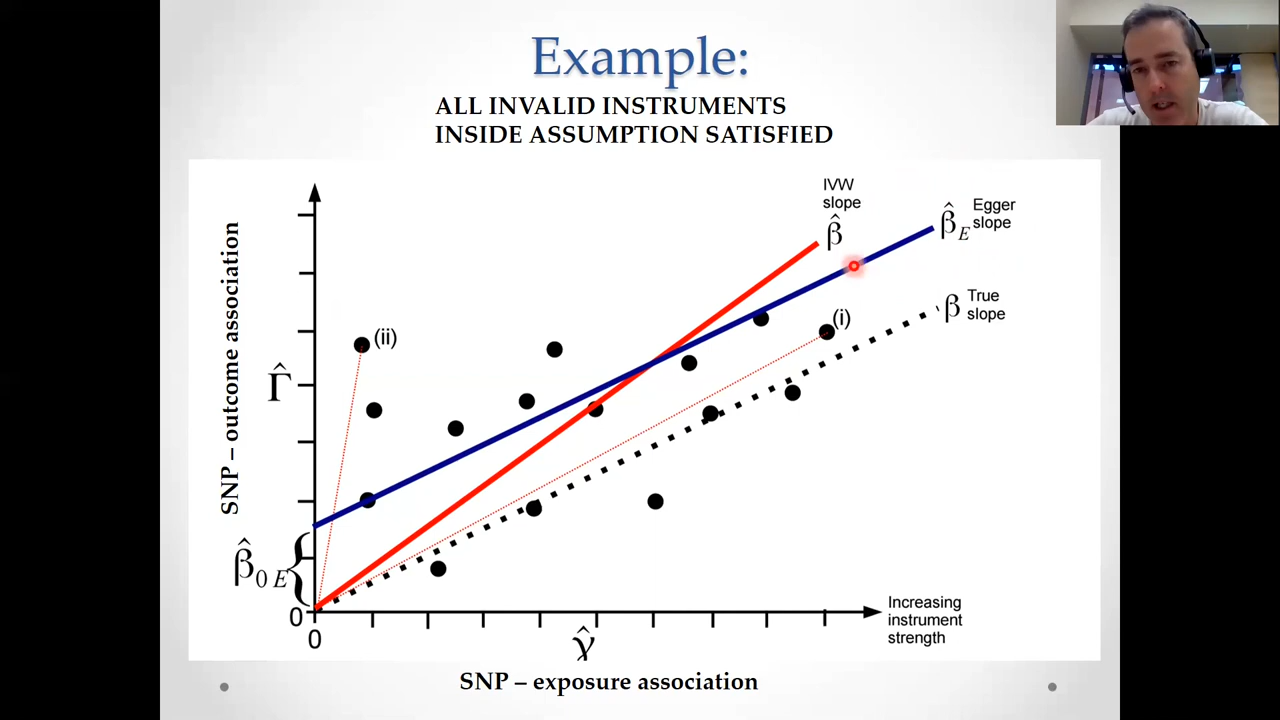 Example:
ALL INVALID INSTRUMENTS
INSIDE ASSUMPTION SATISFIED
IVW
slope
β̂
β̂E
Egger
slope
β
True
slope
(i)
(ii)
SNP – outcome association
Γ̂
β̂0 E
0
0
γ̂
Increasing
instrument
strength
SNP – exposure association